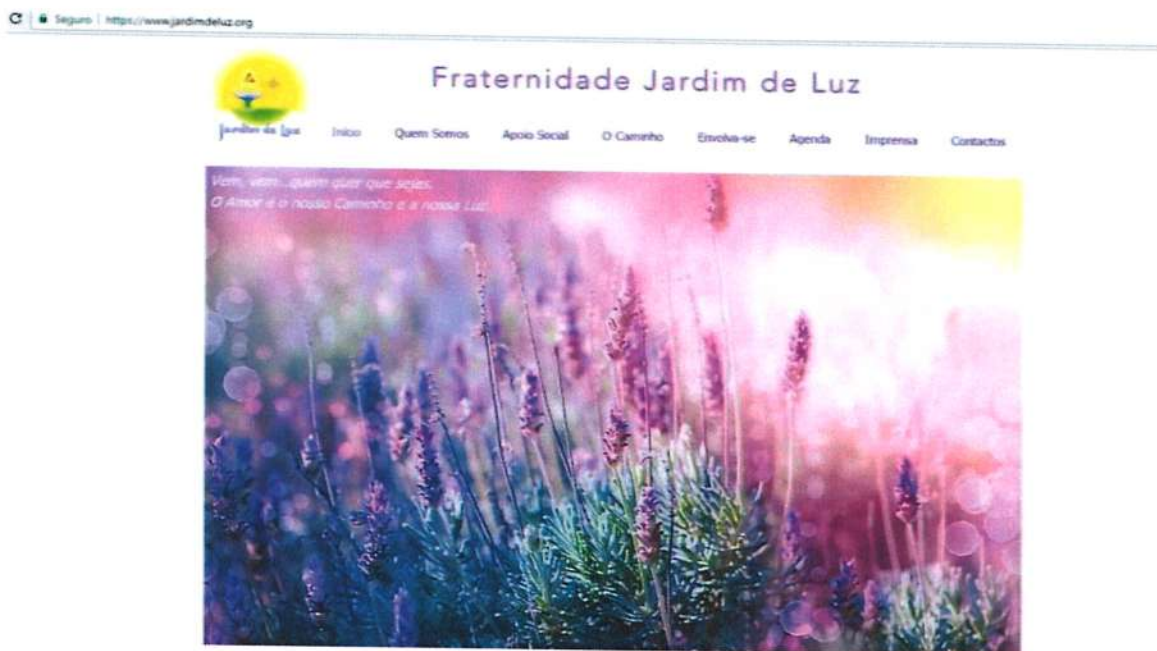 Seguro | https://www.jardimdeluz.org
Fraternidade Jardim de Luz
Jardim de Luz
Início Quem Somos Apoio Social O Caminho Envolva-se Agenda Imprensa Contactos
Vem, vem...quem quer que sejas.
O Amor é o nosso Caminho e a nossa Luz!